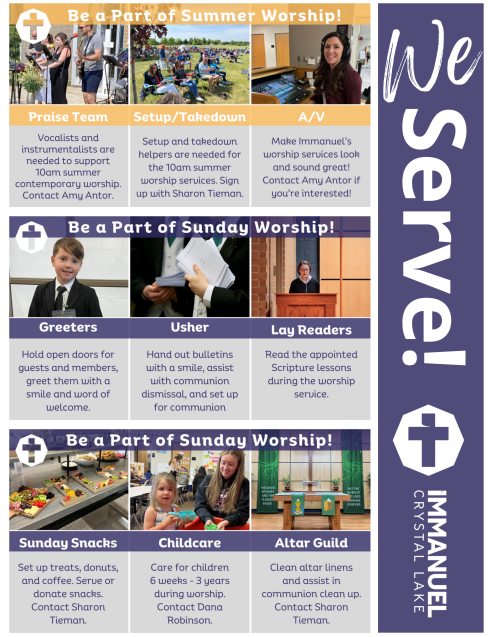 Be a Part of Summer Worship!
Praise Team
Vocalists and
instrumentalists are
needed to support
10am summer
contemporary worship.
Contact Amy Antor.
Setup/Takedown
Setup and takedown
helpers are needed for
the 10am summer
worship services. Sign
up with Sharon Tieman.
A/V
Make Immanuel's
worship services look
and sound great!
Contact Amy Antor if
you're interested!
Be a Part of Sunday Worship!
Greeters
Hold open doors for
guests and members,
greet them with a
smile and word of
welcome.
Usher
Hand out bulletins
with a smile, assist
with communion
dismissal, and set up
for communion
Lay Readers
Read the appointed
Scripture lessons
during the worship
service.
Be a Part of Sunday Worship!
Sunday Snacks
Set up treats, donuts,
and coffee. Serve or
donate snacks.
Contact Sharon
Tieman.
Childcare
Care for children
6 weeks - 3 years
during worship.
Contact Dana
Robinson.
Altar Guild
Clean altar linens
and assist in
communion clean up.
Contact Sharon
Tieman.
We
Serve!
IMMANUEL
CRYSTAL LAKE